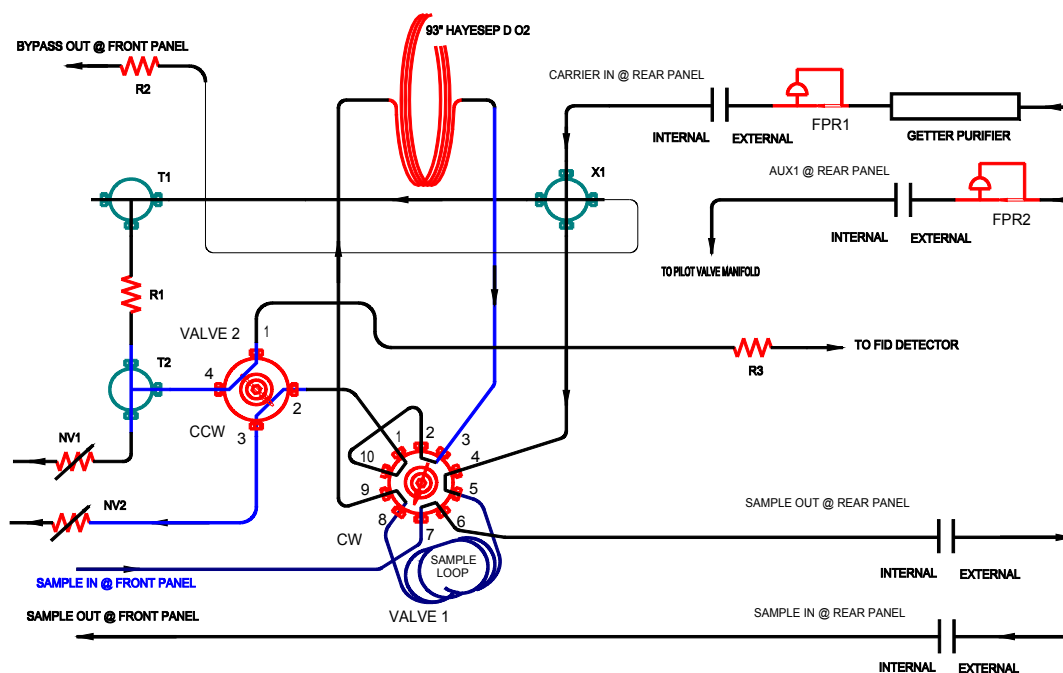 93" HAYESEP D O2
BYPASS OUT @ FRONT PANEL
R2
CARRIER IN @ REAR PANEL
INTERNAL
EXTERNAL
FPR1
GETTER PURIFIER
T1
X1
AUX1 @ REAR PANEL
INTERNAL
EXTERNAL
FPR2
TO PILOT VALVE MANIFOLD
R1
VALVE 2
1
TO FID DETECTOR
R3
T2
4
2
CCW
3
1
2
3
10
4
9
5
8
6
7
NV1
NV2
CW
SAMPLE LOOP
VALVE 1
SAMPLE OUT @ REAR PANEL
INTERNAL
EXTERNAL
SAMPLE IN @ FRONT PANEL
SAMPLE OUT @ FRONT PANEL
SAMPLE IN @ REAR PANEL
INTERNAL
EXTERNAL